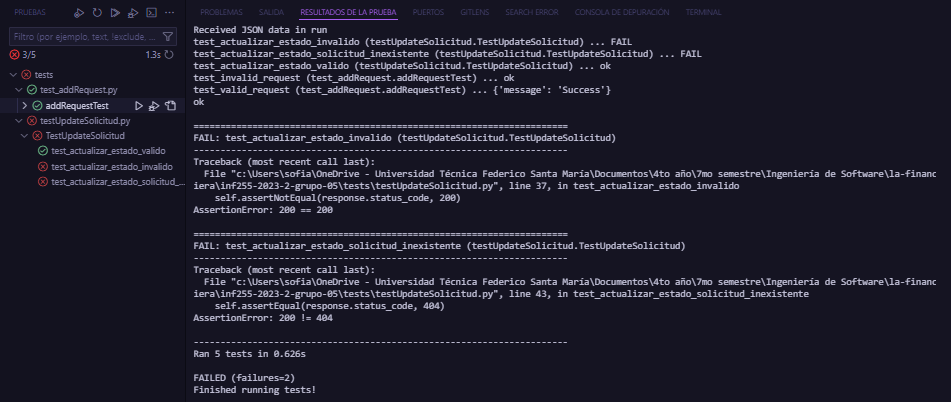 PRUEBAS
PROBLEMAS SALIDA RESULTADOS DE LA PRUEBA PUERTOS GITLENS SEARCH ERROR CONSOLA DE DEPURACIÓN TERMINAL
Filtro (por ejemplo. text, !exclude, ...
3/5 1.3s
tests
test_addRequest.py
addRequestTest
testUpdateSolicitud.py
TestUpdateSolicitud
test_actualizar_estado_valido
test_actualizar_estado_invalido
test_actualizar_estado_solicitud_...
Received JSON data in run
test_actualizar_estado_invalido (testUpdateSolicitud.TestUpdateSolicitud) ... FAIL
test_actualizar_estado_solicitud_inexistente (testUpdateSolicitud.TestUpdateSolicitud) ... FAIL
test_actualizar_estado_valido (testUpdateSolicitud.TestUpdateSolicitud) ... ok
test_invalid_request (test_addRequest.addRequestTest) ... ok
test_valid_request (test_addRequest.addRequestTest) ... {'message': 'Success'}
ok
======================================================================
FAIL: test_actualizar_estado_invalido (testUpdateSolicitud.TestUpdateSolicitud)
----------------------------------------------------------------------
Traceback (most recent call last):
File "c:\Users\sofia\OneDrive - Universidad Técnica Federico Santa María\Documentos\4to año\7mo semestre\Ingeniería de Software\la-financ
iera\inf255-2023-2-grupo-05\tests\testUpdateSolicitud.py", line 37, in test_actualizar_estado_invalido
self.assertNotEqual(response.status_code, 200)
AssertionError: 200 == 200
======================================================================
FAIL: test_actualizar_estado_solicitud_inexistente (testUpdateSolicitud.TestUpdateSolicitud)
----------------------------------------------------------------------
Traceback (most recent call last):
File "c:\Users\sofia\OneDrive - Universidad Técnica Federico Santa María\Documentos\4to año\7mo semestre\Ingeniería de Software\la-financ
iera\inf255-2023-2-grupo-05\tests\testUpdateSolicitud.py", line 43, in test_actualizar_estado_solicitud_inexistente
self.assertEqual(response.status_code, 404)
AssertionError: 200 != 404
----------------------------------------------------------------------
Ran 5 tests in 0.626s
FAILED (failures=2)
Finished running tests!